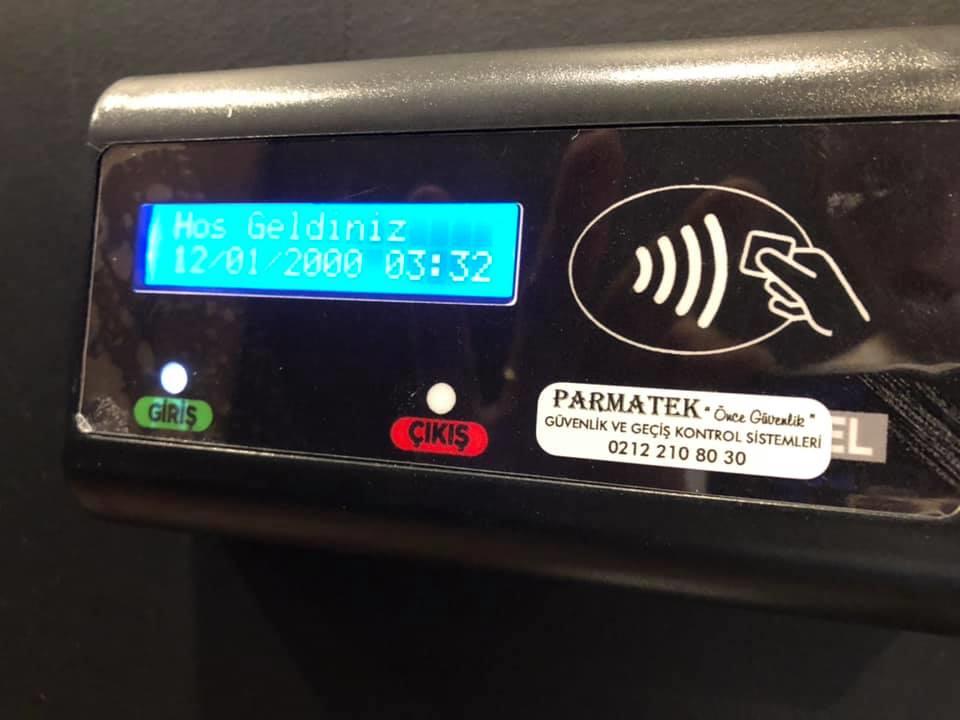 Hos Geldiniz
12/01/2000 03:32
GİRİŞ
ÇIKIŞ
PARMATEK "Önce Güvenlik"
GÜVENLİK VE GEÇİŞ KONTROL SİSTEMLERİ
0212 210 80 30
EL